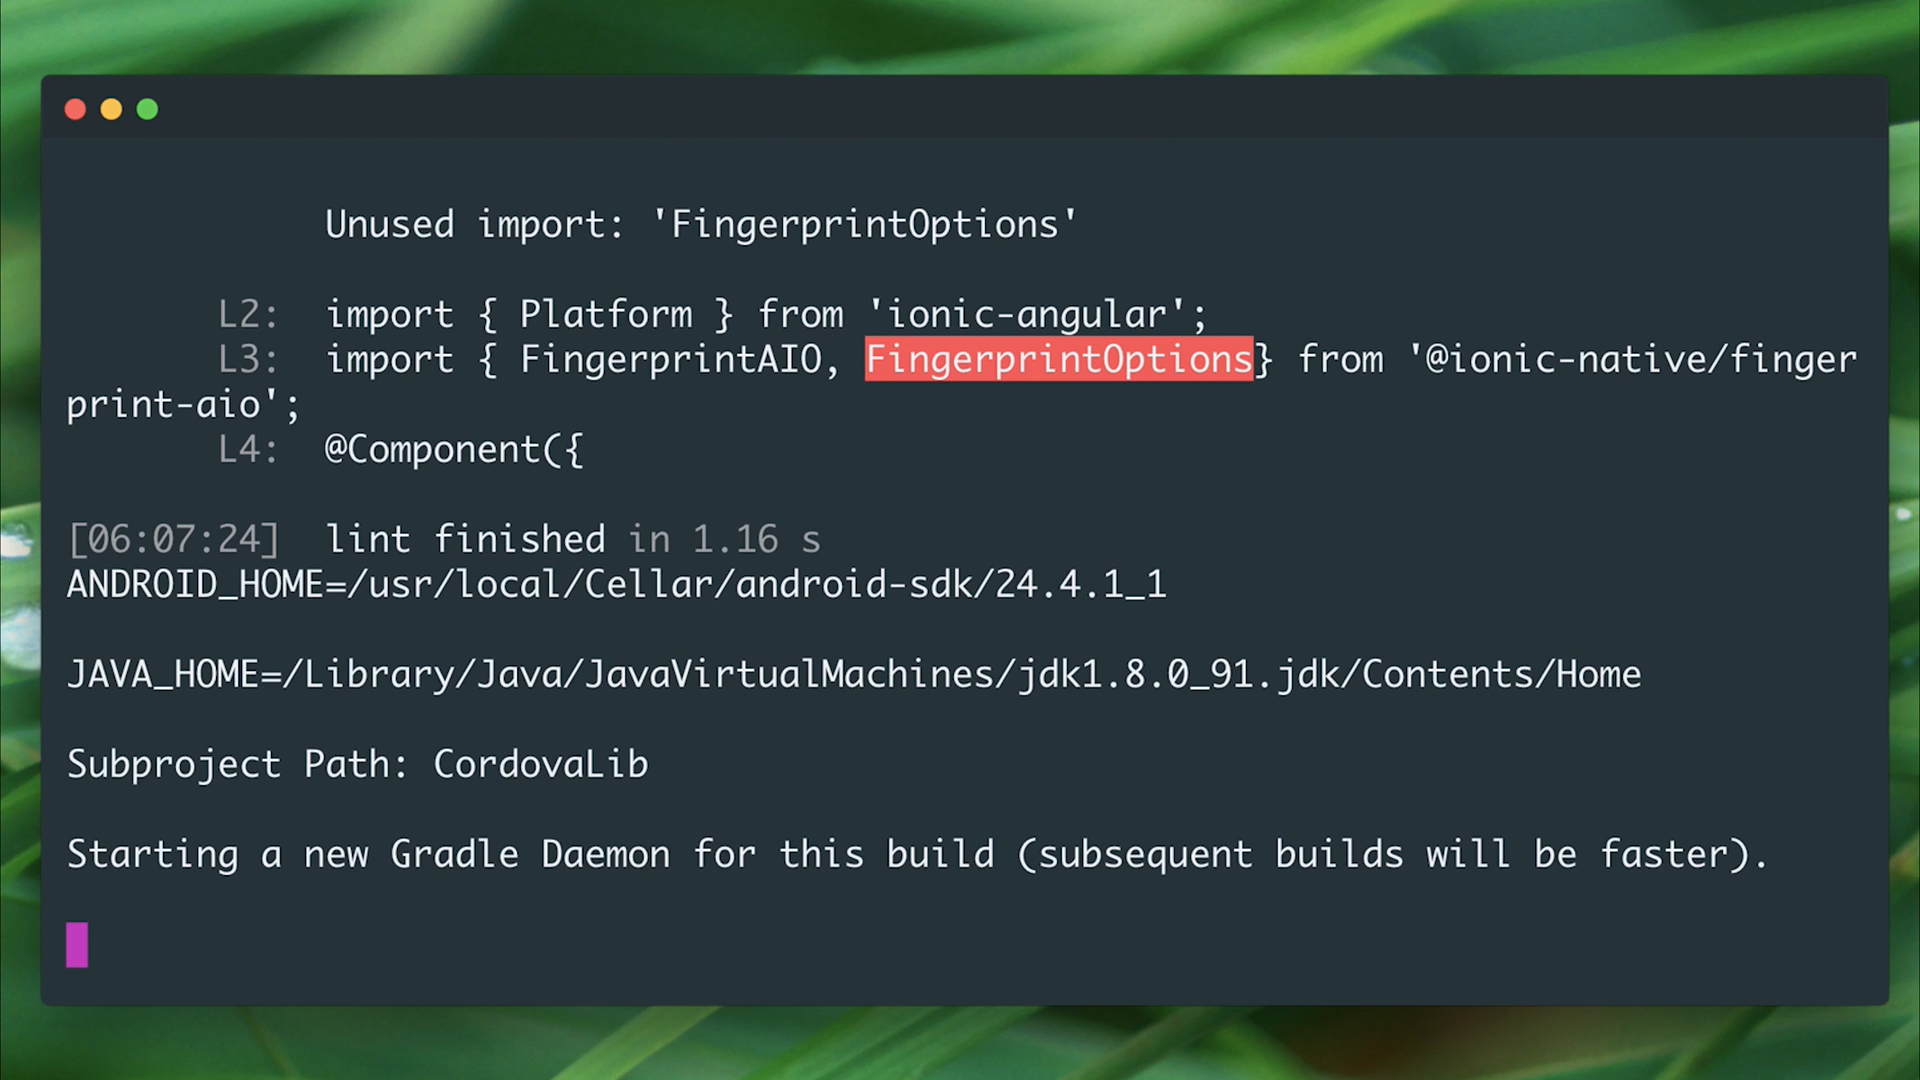 Unused import: 'FingerprintOptions'
L2: import { Platform } from 'ionic-angular';
L3: import { FingerprintAIO, FingerprintOptions} from '@ionic-native/finger
print-aio';
L4: @Component({
[06:07:24] lint finished in 1.16 s
ANDROID_HOME=/usr/local/Cellar/android-sdk/24.4.1_1
JAVA_HOME=/Library/Java/JavaVirtualMachines/jdk1.8.0_91.jdk/Contents/Home
Subproject Path: CordovaLib
Starting a new Gradle Daemon for this build (subsequent builds will be faster).